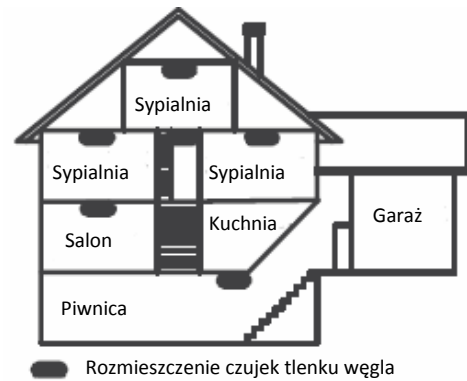 Sypialnia
Sypialnia
Sypialnia
Salon
Kuchnia
Garaż
Piwnica
Rozmieszczenie czujek tlenku węgla